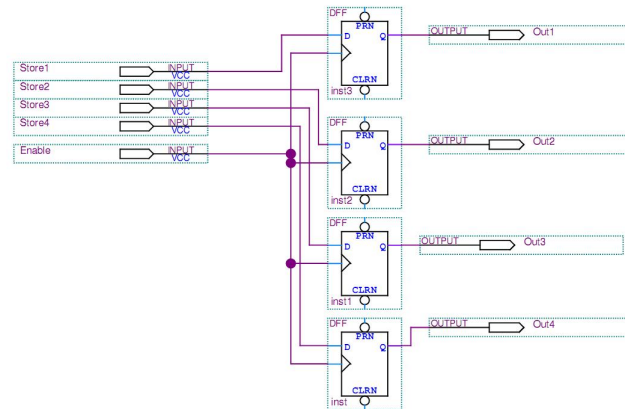 DFF
PRN
D Q
CLRN
inst3
OUTPUT Out1
Store1 INPUT
VCC
Store2 INPUT
VCC
Store3 INPUT
VCC
Store4 INPUT
VCC
Enable INPUT
VCC
DFF
PRN
D Q
CLRN
inst2
OUTPUT Out2
DFF
PRN
D Q
CLRN
inst1
OUTPUT Out3
DFF
PRN
D Q
CLRN
inst
OUTPUT Out4